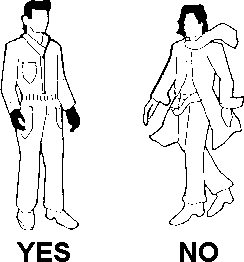 YES NO